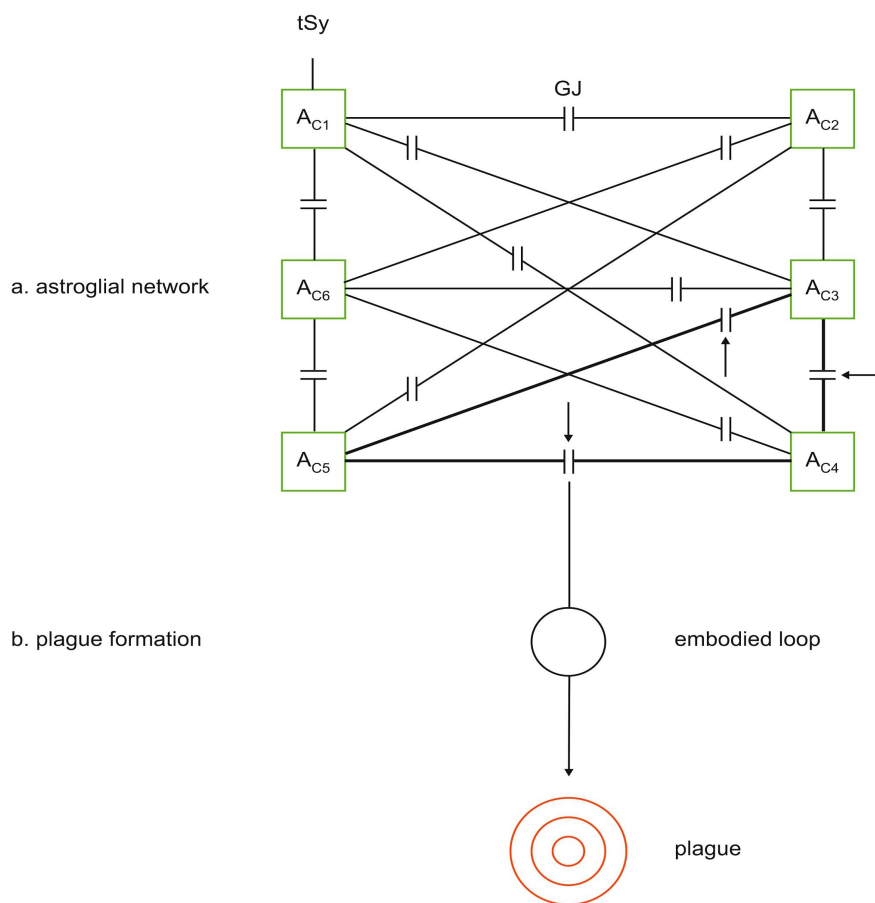 tSy
GJ
AC1
AC2
a. astroglial network
AC6
AC3
AC5
AC4
b. plague formation
embodied loop
plague